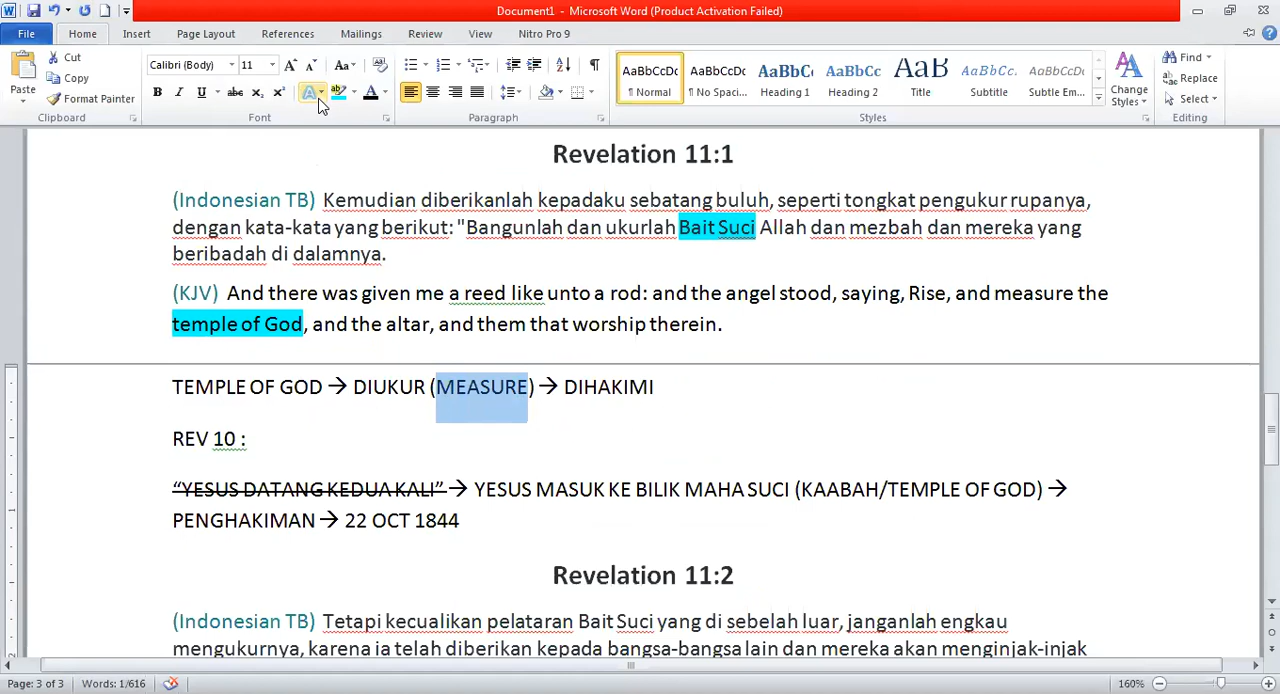 Document1 - Microsoft Word (Product Activation Failed)
File Home Insert Page Layout References Mailings Review View Nitro Pro 9
Paste Cut Copy Format Painter Clipboard
Calibri (Body) 11 Aa B I U abc x₂ x² A ab A Font
Paragraph
AaBbCcDc ¶ Normal AaBbCcDc ¶ No Spaci... AaBbCc Heading 1 AaBbCc Heading 2 AaB Title AaBbCcL Subtitle AaBbCcDc Subtle Em... Change Styles Styles
Find Replace Select Editing
Revelation 11:1
(Indonesian TB) Kemudian diberikanlah kepadaku sebatang buluh, seperti tongkat pengukur rupanya,
dengan kata-kata yang berikut: "Bangunlah dan ukurlah Bait Suci Allah dan mezbah dan mereka yang
beribadah di dalamnya.
(KJV) And there was given me a reed like unto a rod: and the angel stood, saying, Rise, and measure the
temple of God, and the altar, and them that worship therein.
TEMPLE OF GOD → DIUKUR (MEASURE) → DIHAKIMI
REV 10 :
“YESUS DATANG KEDUA KALI” → YESUS MASUK KE BILIK MAHA SUCI (KAABAH/TEMPLE OF GOD) →
PENGHAKIMAN → 22 OCT 1844
Revelation 11:2
(Indonesian TB) Tetapi kecualikan pelataran Bait Suci yang di sebelah luar, janganlah engkau
mengukurnya, karena ia telah diberikan kepada bangsa-bangsa lain dan mereka akan menginjak-injak
Page: 3 of 3 Words: 1/616 160%